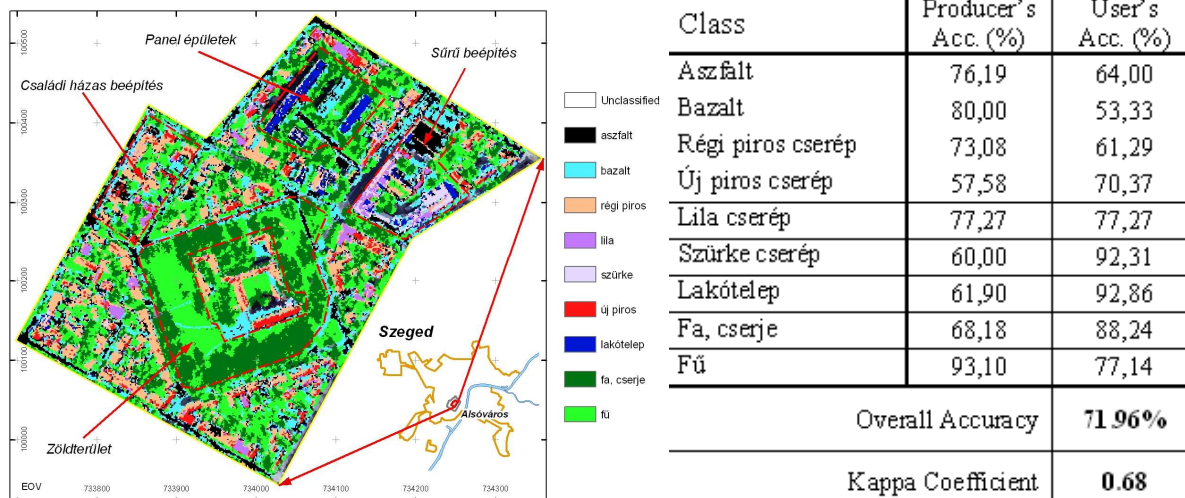 Panel épületek
Sűrű beépítés
Családi házas beépítés
Zöldterület
100500
100400
100300
100200
100100
100000
EOV
733800
733900
734000
734100
734200
734300
Unclassified
aszfalt
bazalt
régi piros
lila
szürke
új piros
lakótelep
fa, cserje
fű
Szeged
Alsóváros
Class Producer's Acc. (%) User's Acc. (%)
Aszfalt 76,19 64,00
Bazalt 80,00 53,33
Régi piros cserép 73,08 61,29
Új piros cserép 57,58 70,37
Lila cserép 77,27 77,27
Szürke cserép 60,00 92,31
Lakótelep 61,90 92,86
Fa, cserje 68,18 88,24
Fű 93,10 77,14
Overall Accuracy 71.96%
Kappa Coefficient 0.68